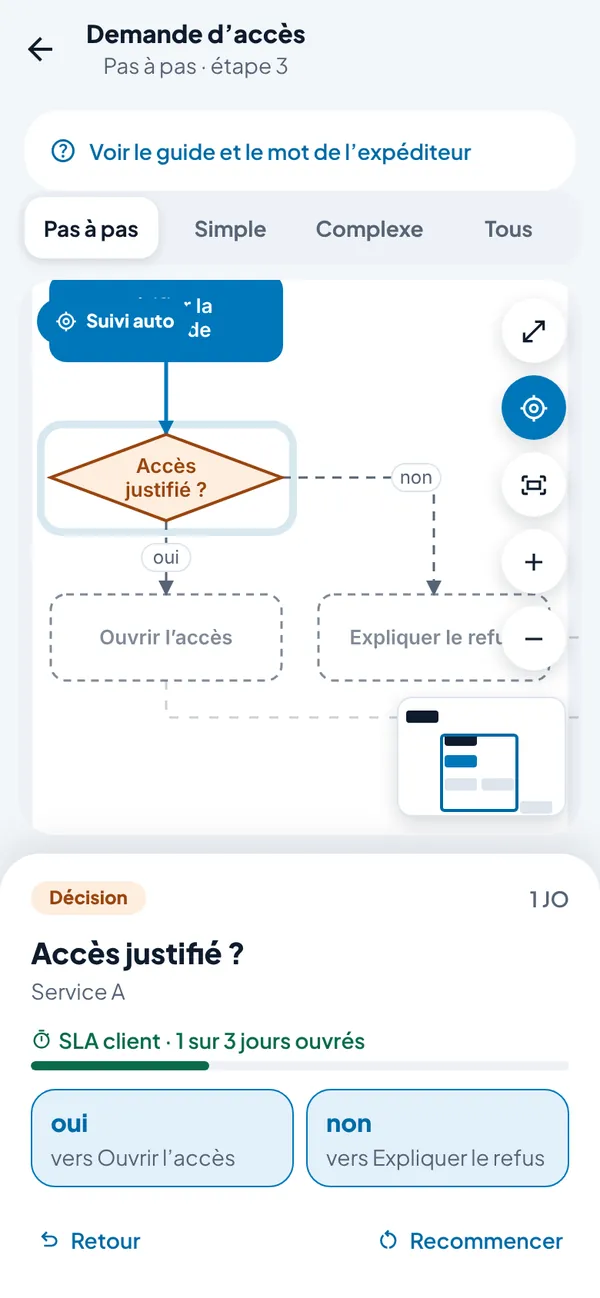 Demande d’accès
Pas à pas · étape 3
Voir le guide et le mot de l’expéditeur
Pas à pas
Simple
Complexe
Tous
la
Suivi auto
de
Accès
justifié ?
non
oui
Ouvrir l’accès
Expliquer le refu
Décision
1 JO
Accès justifié ?
Service A
SLA client · 1 sur 3 jours ouvrés
oui
vers Ouvrir l’accès
non
vers Expliquer le refus
Retour
Recommencer